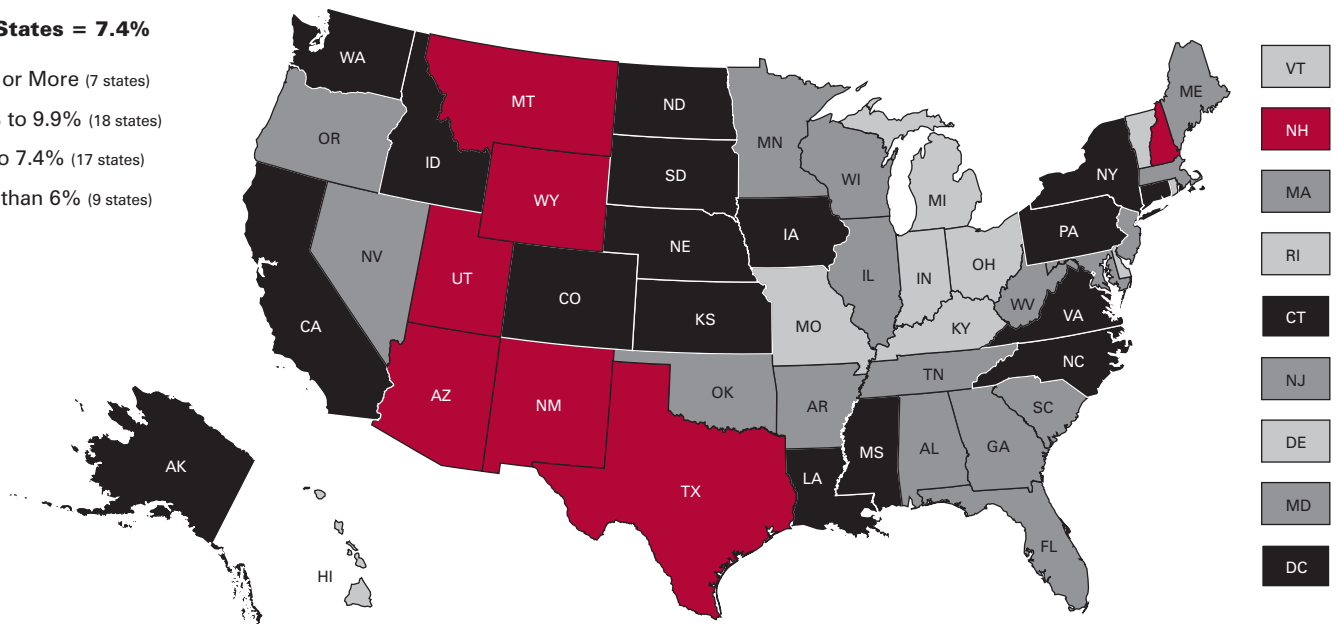 States = 7.4%
or More (7 states)
to 9.9% (18 states)
7.4% (17 states)
than 6% (9 states)
WA
MT
ND
MN
ME
OR
ID
SD
WI
MI
NY
WY
NE
IA
PA
NV
UT
CO
KS
IL
IN
OH
WV
VA
CA
MO
KY
NC
AZ
NM
OK
AR
TN
SC
AK
TX
LA
MS
AL
GA
FL
HI
VT
NH
MA
RI
CT
NJ
DE
MD
DC